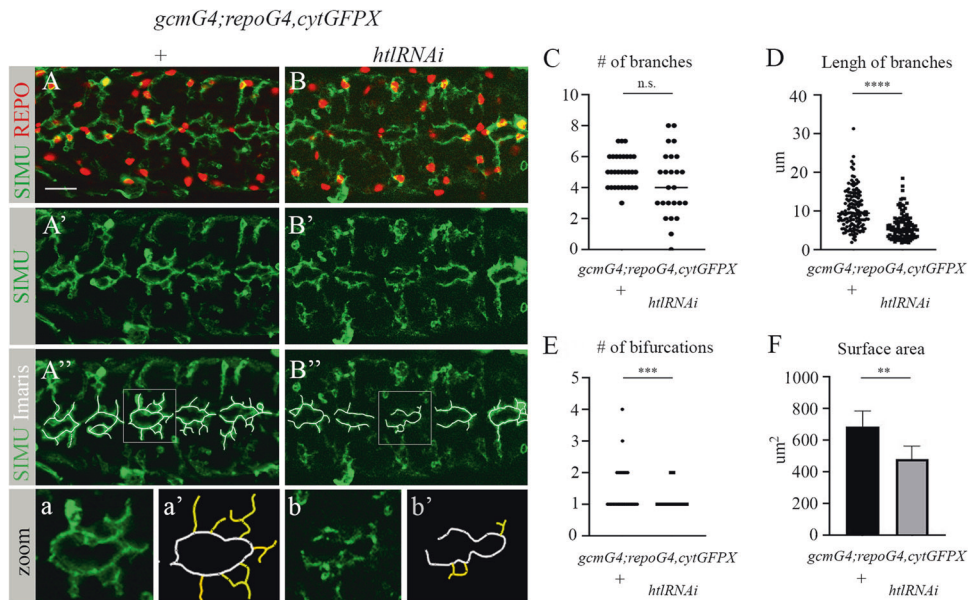 gcmG4;repoG4,cytGFPX
+
htlRNAi
SIMU REPO
A
B
SIMU
A'
B'
SIMU Imaris
A''
B''
zoom
a
a'
b
b'
C
# of branches
n.s.
10
8
6
4
2
0
gcmG4;repoG4,cytGFPX
+
htlRNAi
D
Lengh of branches
****
um
40
30
20
10
0
gcmG4;repoG4,cytGFPX
+
htlRNAi
E
# of bifurcations
***
5
4
3
2
1
0
gcmG4;repoG4,cytGFPX
+
htlRNAi
F
Surface area
**
um²
1000
800
600
400
200
0
gcmG4;repoG4,cytGFPX
+
htlRNAi